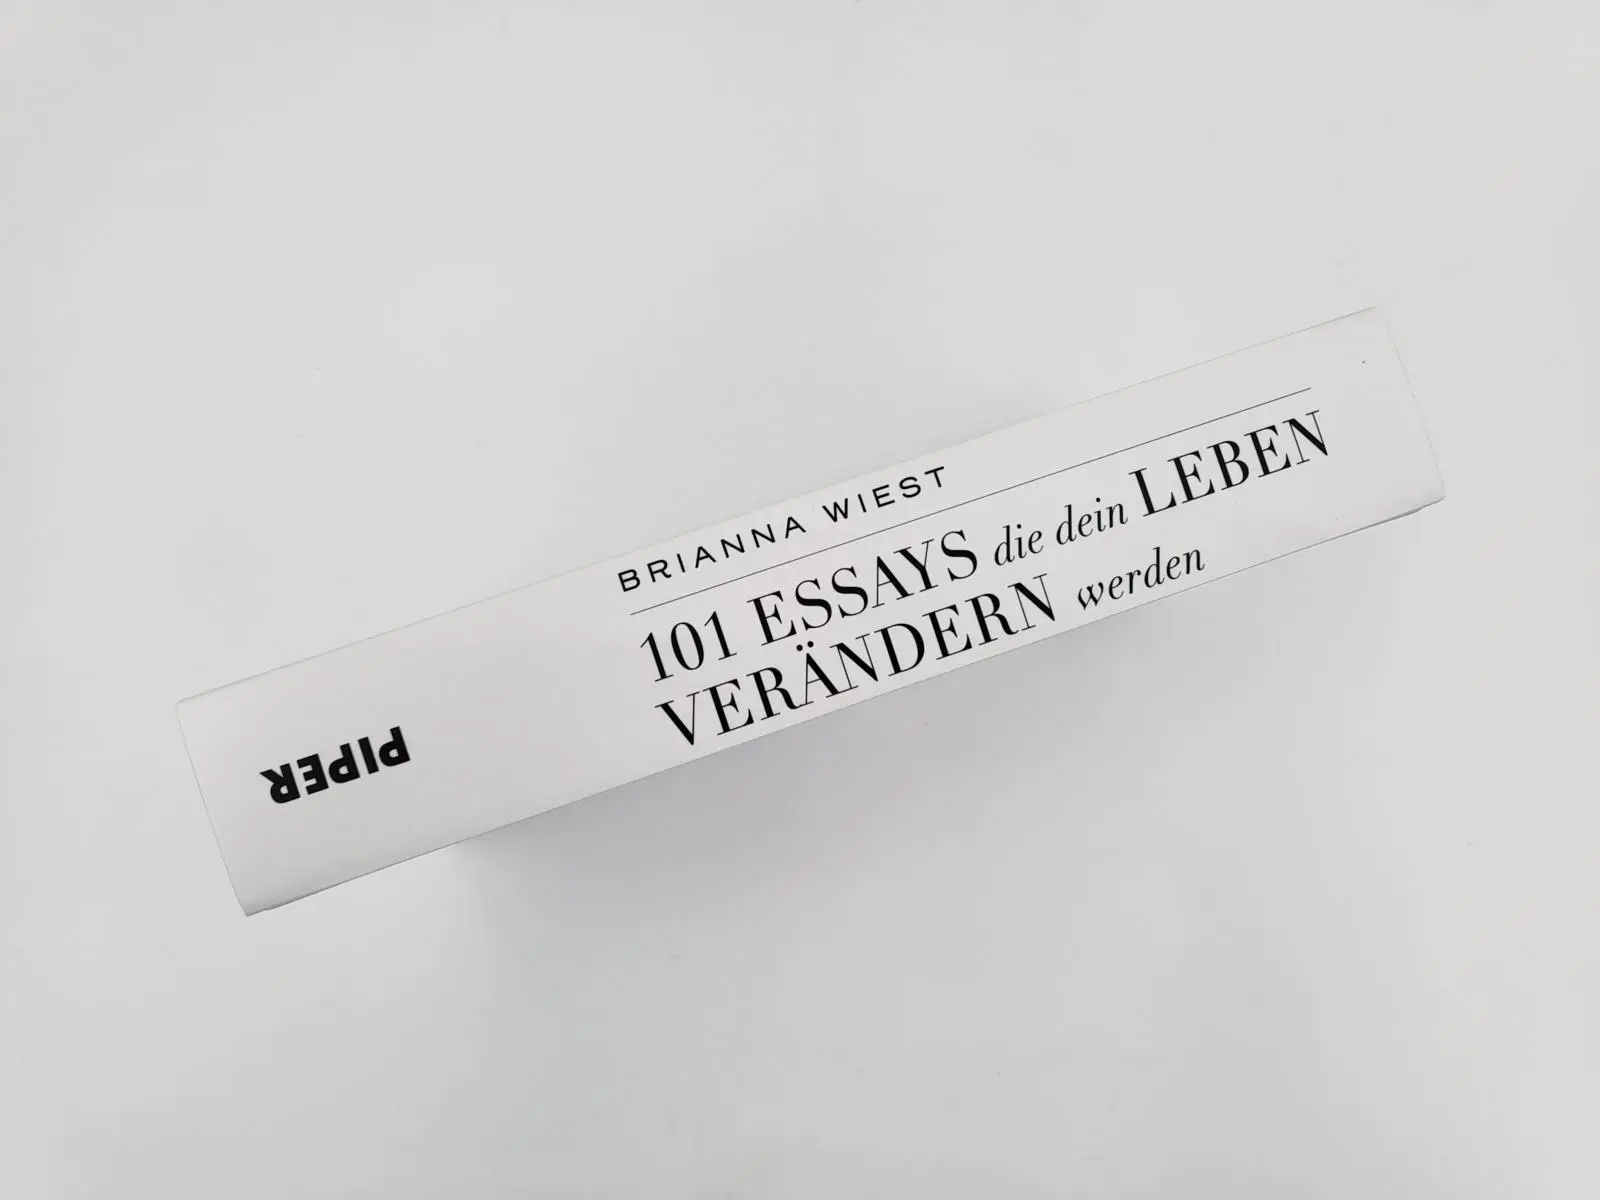 BRIANNA WIEST
101 ESSAYS die dein LEBEN
VERÄNDERN werden
PIPER